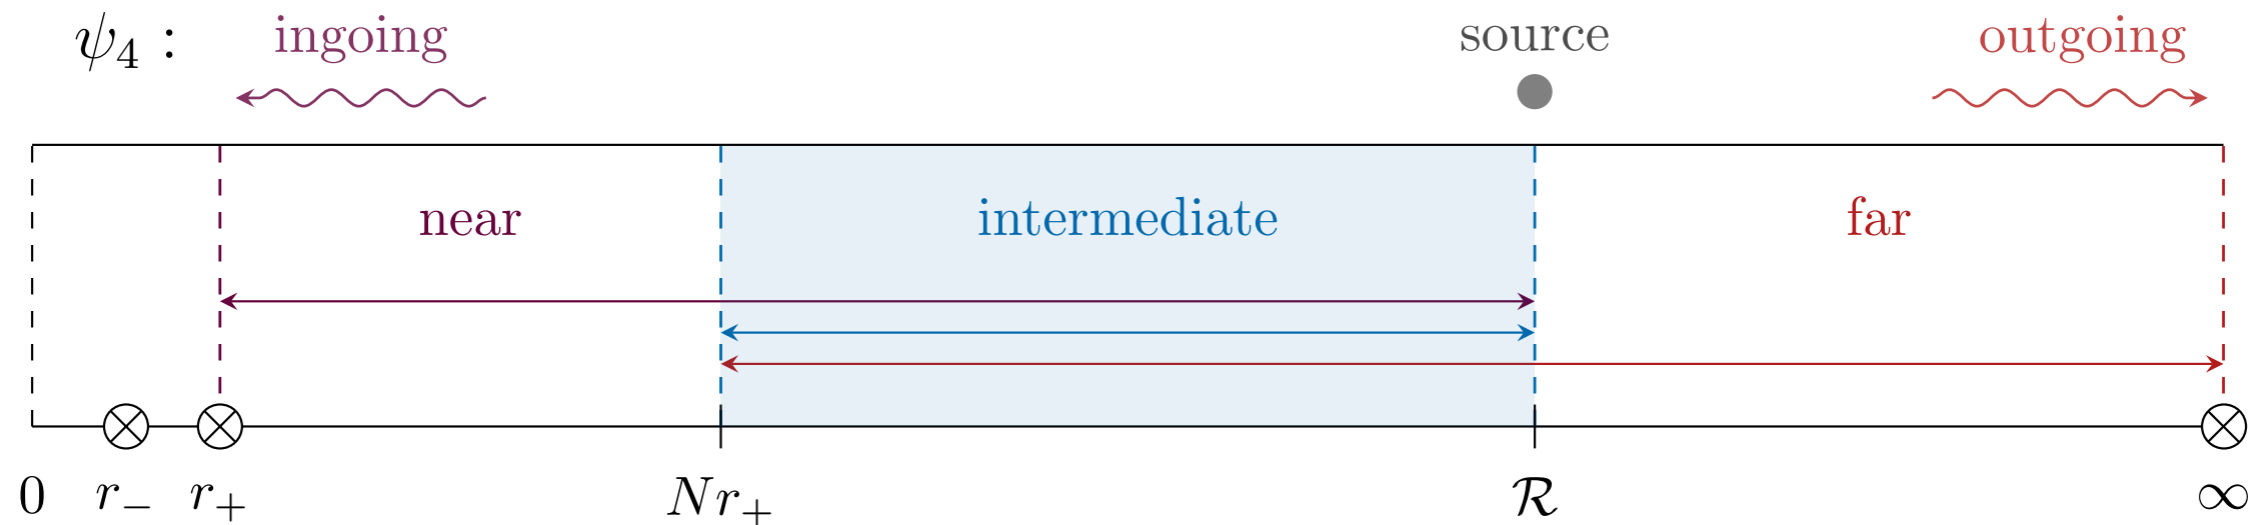 ψ₄ : ingoing source outgoing
near intermediate far
0 r₋ r₊ Nr₊ ℛ ∞